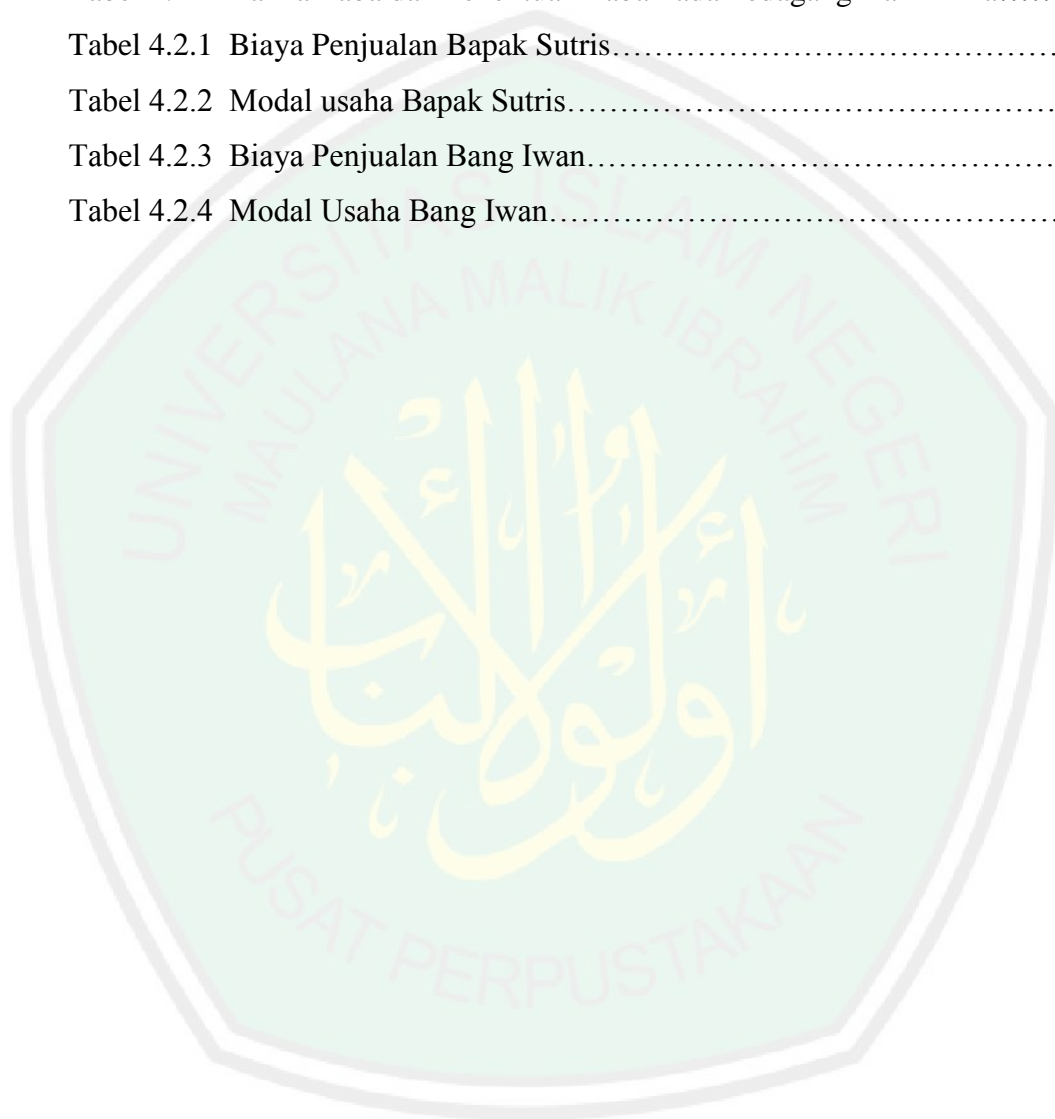 Tabel 4.2.1 Biaya Penjualan Bapak Sutris……………………………………
Tabel 4.2.2 Modal usaha Bapak Sutris…………………………………………
Tabel 4.2.3 Biaya Penjualan Bang Iwan………………………………………
Tabel 4.2.4 Modal Usaha Bang Iwan……………………………………………
UNIVERSITAS ISLAM NEGERI
MAULANA MALIK IBRAHIM
أولوا الألباب
PUSAT PERPUSTAKAAN